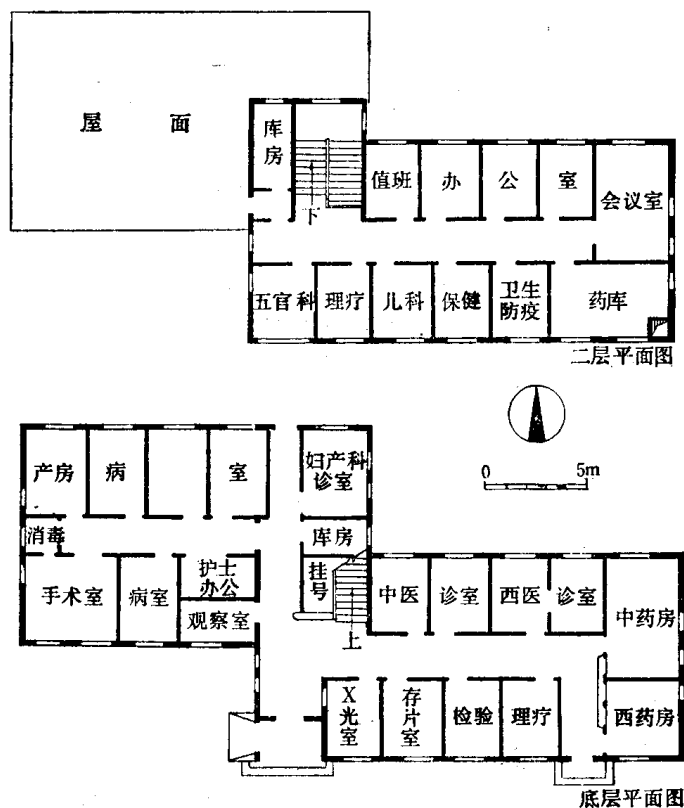 屋 面
库
房
值班 办 公 室
会议室
下
五官科 理疗 儿科 保健 卫生
防疫
药库
二层平面图
0 5m
产房 病 室 妇产科
诊室
消毒
库房
手术室 病室 护士
办公
观察室
挂
号
上
中医 诊室 西医 诊室
中药房
X
光
室
存
片
室
检验 理疗
西药房
底层平面图